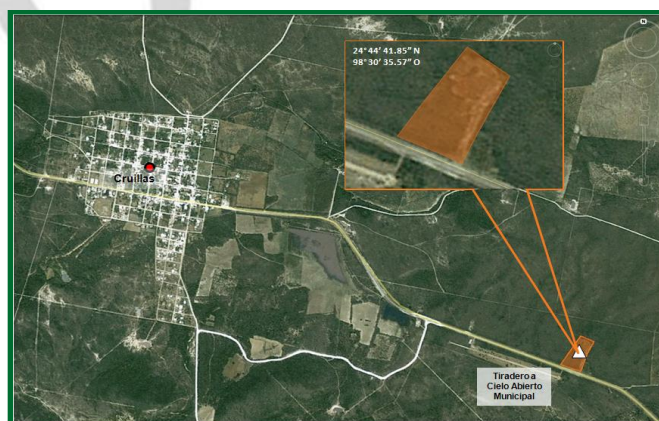 24°44' 41.85" N
98°30' 35.57" O
Cruillas
Tiradero a
Cielo Abierto
Municipal